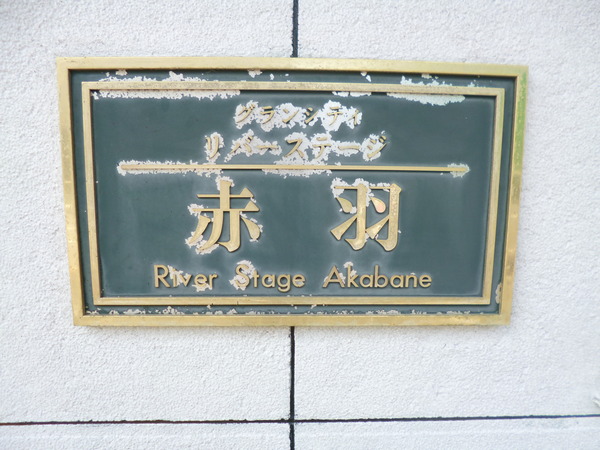 グランシティ
リバーステージ
赤羽
River Stage Akabane